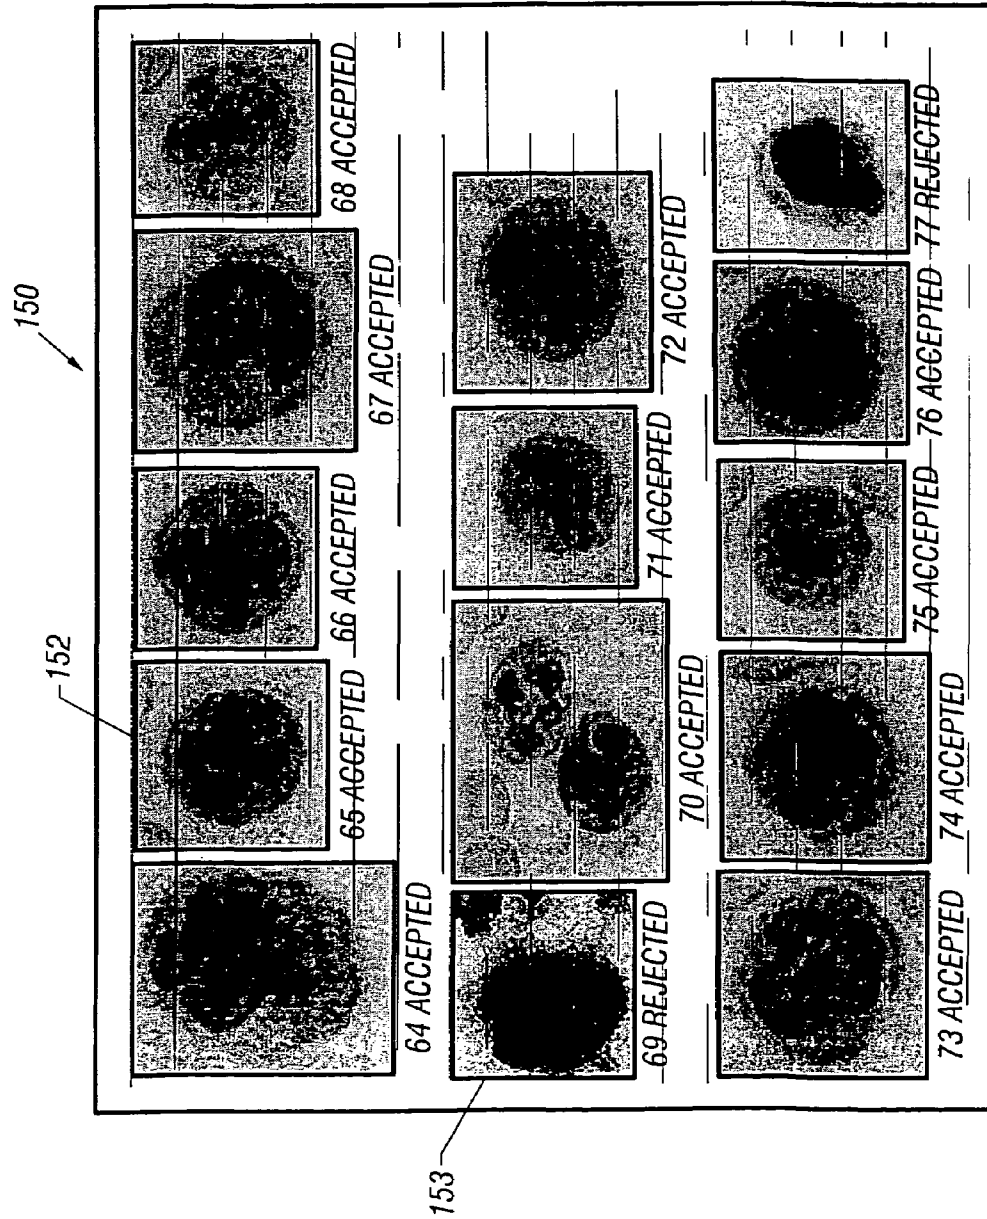 150
152
64 ACCEPTED
65 ACCEPTED
66 ACCEPTED
67 ACCEPTED
68 ACCEPTED
153
69 REJECTED
70 ACCEPTED
71 ACCEPTED
72 ACCEPTED
73 ACCEPTED
74 ACCEPTED
75 ACCEPTED
76 ACCEPTED
77 REJECTED